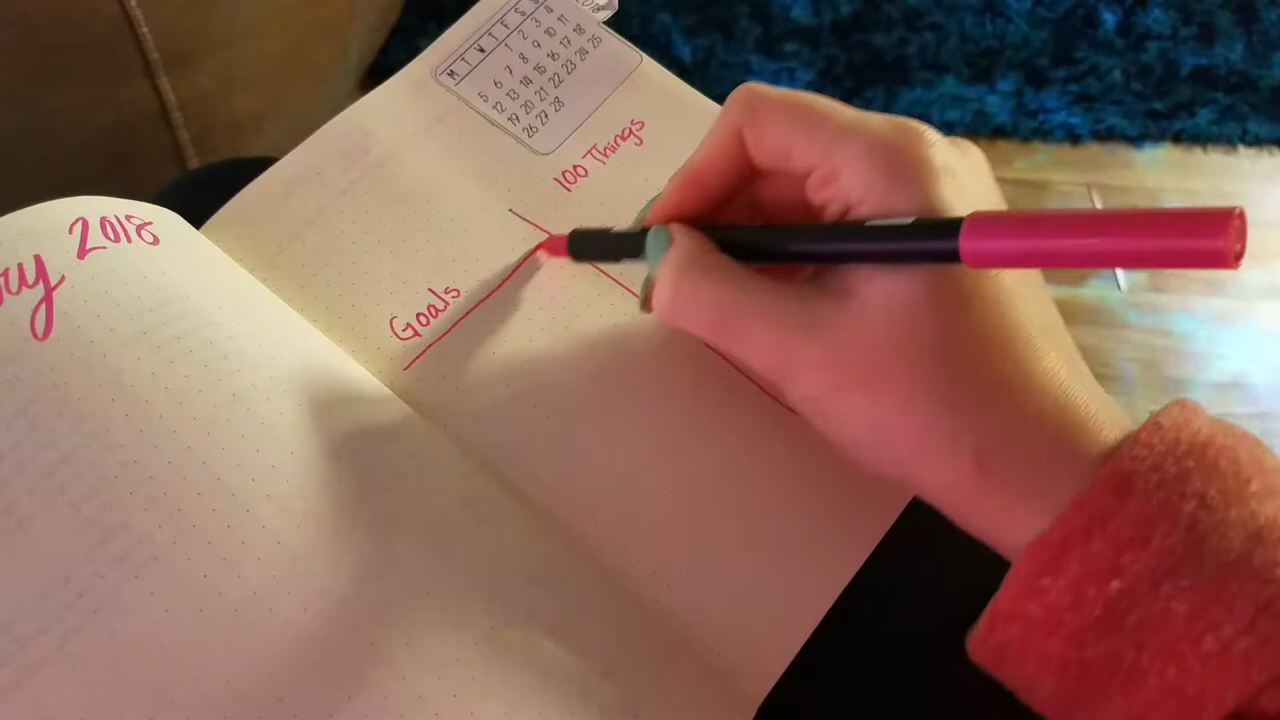 2018
M T W T F S S
1 2 3 4
5 6 7 8 9 10 11
12 13 14 15 16 17 18
19 20 21 22 23 24 25
26 27 28
100 Things
Goals
ry 2018